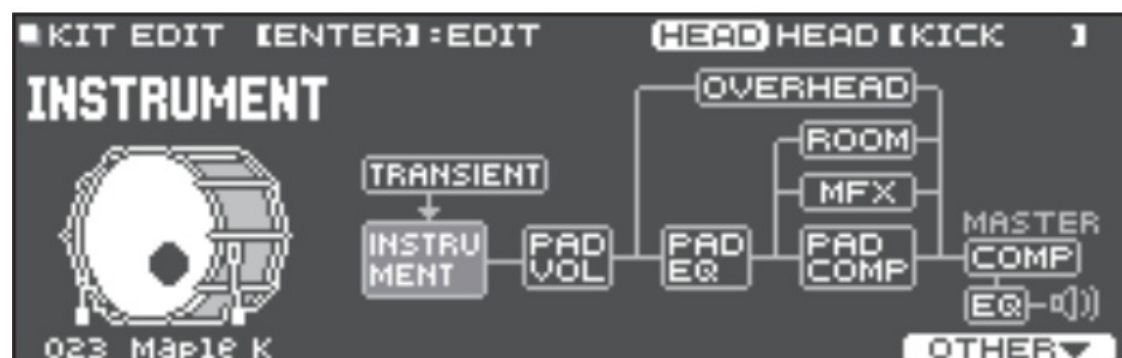 KIT EDIT [ENTER]:EDIT HEAD HEAD [KICK ]
INSTRUMENT
OVERHEAD
ROOM
TRANSIENT
MFX
MASTER
INSTRU
MENT
PAD
VOL
PAD
EQ
PAD
COMP
COMP
EQ
023 Maple K
OTHER